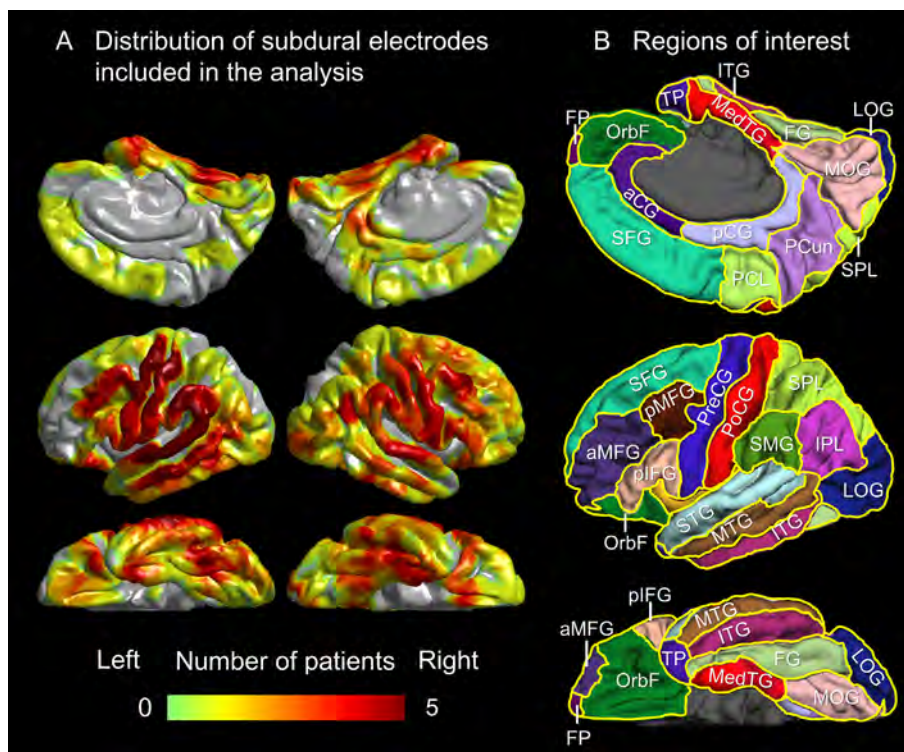 A Distribution of subdural electrodes
included in the analysis
Left Number of patients Right
0 5
B Regions of interest
ITG
TP
MedTG
LOG
FP
OrbF
FG
MOG
aCG
pCG
SFG
PCun
PCL
SPL
SFG
pMFG
PreCG
PoCG
SPL
aMFG
pIFG
SMG
IPL
LOG
OrbF
STG
MTG
ITG
pIFG
aMFG
MTG
ITG
TP
FG
LOG
OrbF
MedTG
MOG
FP